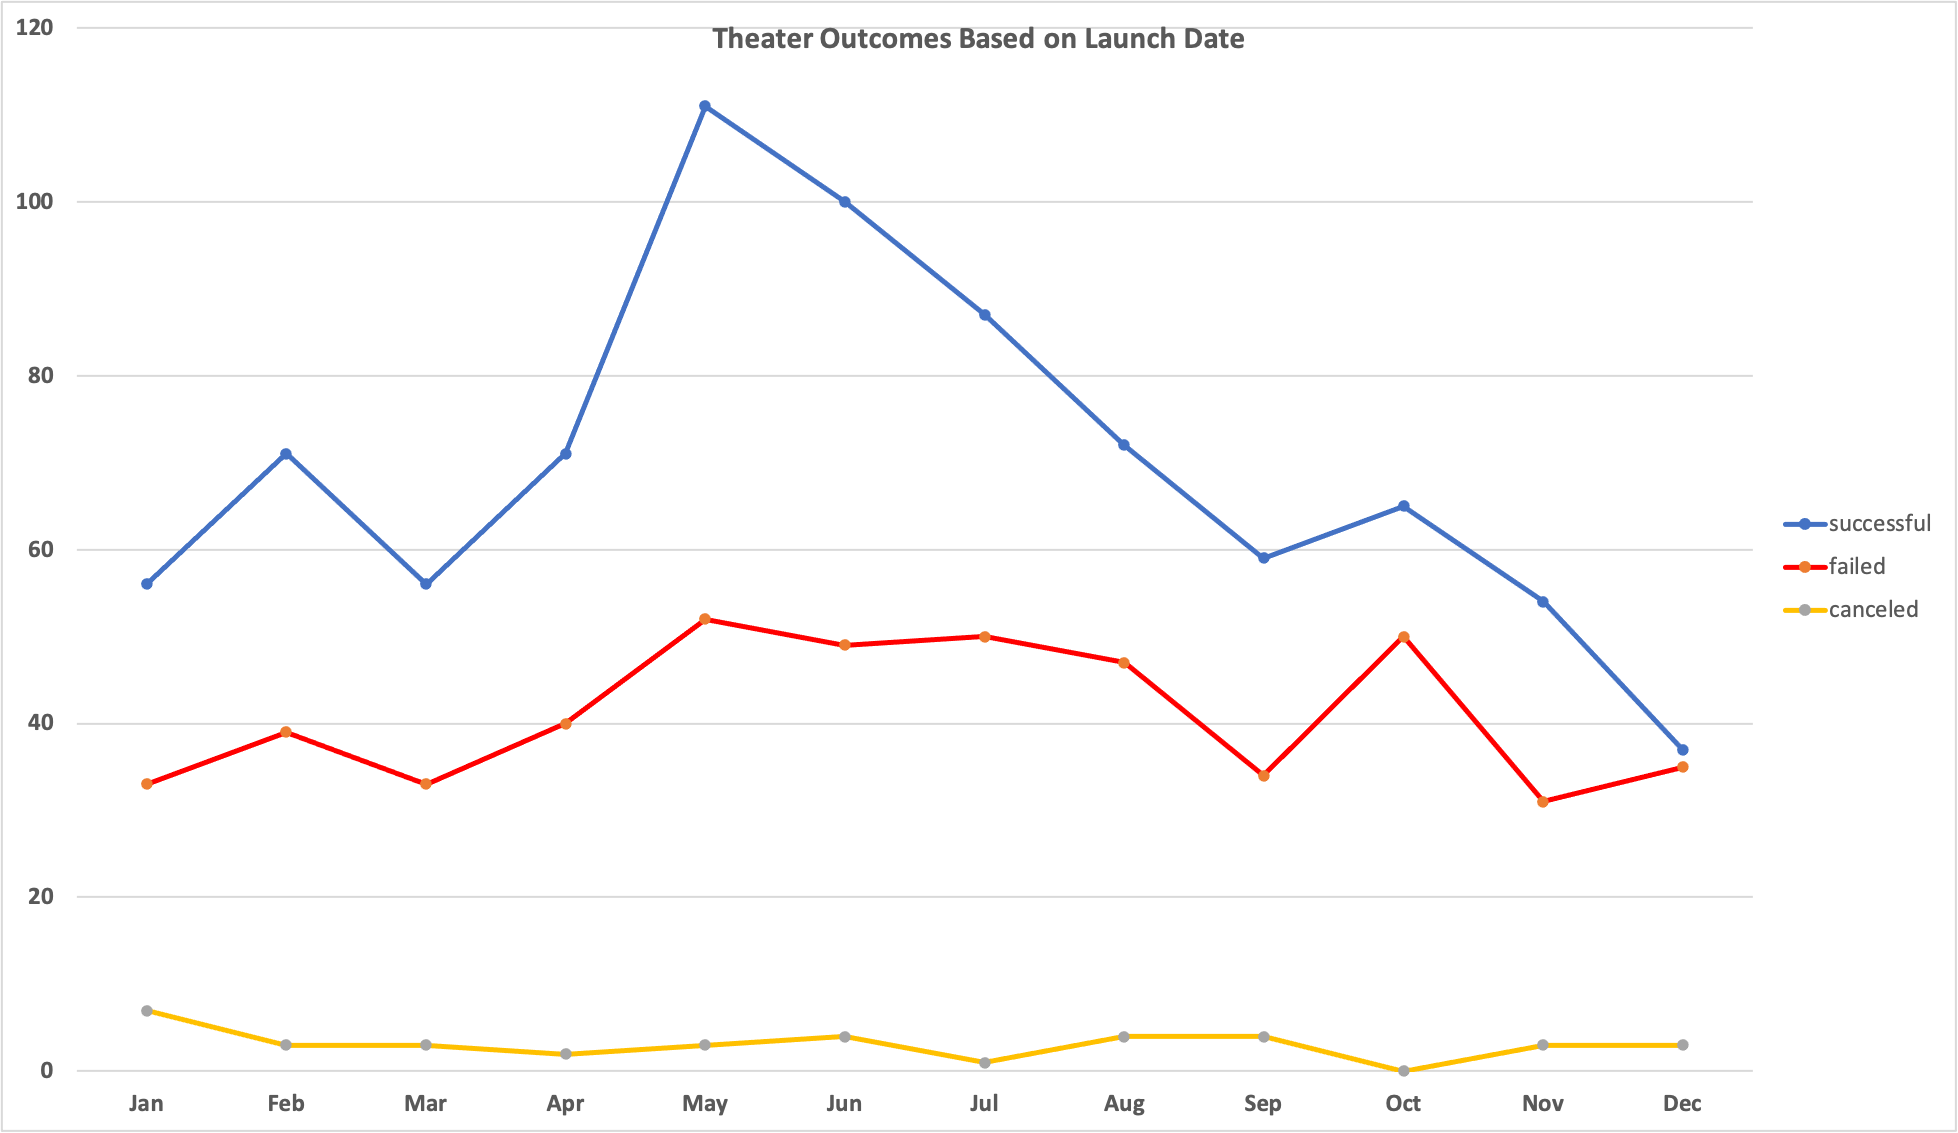 Theater Outcomes Based on Launch Date
120
100
80
60
40
20
0
Jan Feb Mar Apr May Jun Jul Aug Sep Oct Nov Dec
successful
failed
canceled